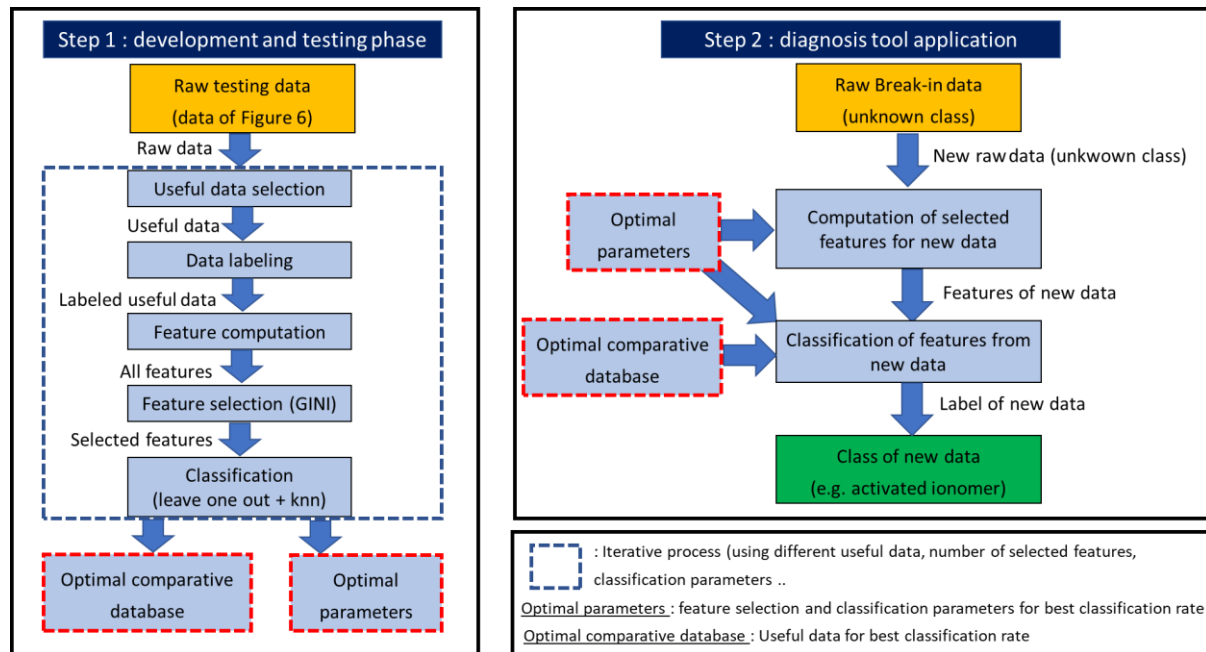 Step 1 : development and testing phase
Raw testing data
(data of Figure 6)
Raw data
Useful data selection
Useful data
Data labeling
Labeled useful data
Feature computation
All features
Feature selection (GINI)
Selected features
Classification
(leave one out + knn)
Optimal comparative
database
Optimal
parameters
Step 2 : diagnosis tool application
Raw Break-in data
(unknown class)
New raw data (unkwown class)
Optimal
parameters
Computation of selected
features for new data
Features of new data
Optimal comparative
database
Classification of features from
new data
Label of new data
Class of new data
(e.g. activated ionomer)
: Iterative process (using different useful data, number of selected features,
classification parameters ..
Optimal parameters : feature selection and classification parameters for best classification rate
Optimal comparative database : Useful data for best classification rate